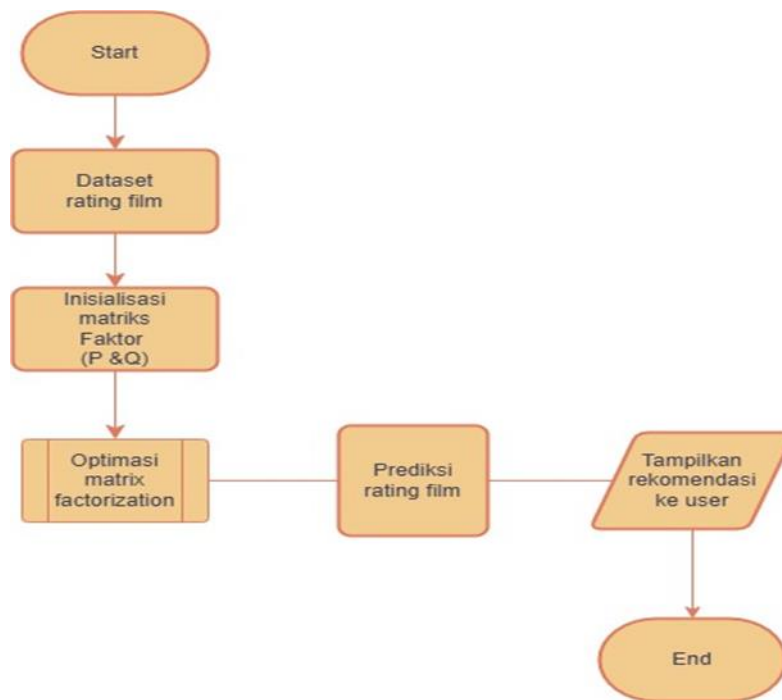 Start
Dataset
rating film
Inisialisasi
matriks
Faktor
(P &Q)
Optimasi
matrix
factorization
Prediksi
rating film
Tampilkan
rekomendasi
ke user
End